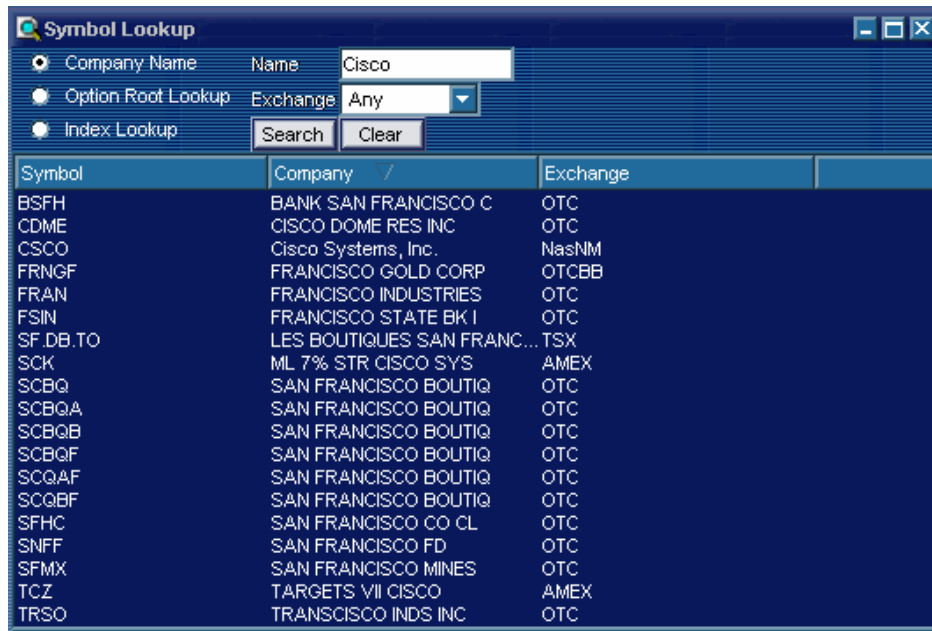 Symbol Lookup
Company Name Name Cisco
Option Root Lookup Exchange Any
Index Lookup Search Clear
Symbol Company Exchange
BSFH BANK SAN FRANCISCO C OTC
CDME CISCO DOME RES INC OTC
CSCO Cisco Systems, Inc. NasNM
FRNGF FRANCISCO GOLD CORP OTCBB
FRAN FRANCISCO INDUSTRIES OTC
FSIN FRANCISCO STATE BK I OTC
SF.DB.TO LES BOUTIQUES SAN FRANC... TSX
SCK ML 7% STR CISCO SYS AMEX
SCBQ SAN FRANCISCO BOUTIQ OTC
SCBQA SAN FRANCISCO BOUTIQ OTC
SCBQB SAN FRANCISCO BOUTIQ OTC
SCBQF SAN FRANCISCO BOUTIQ OTC
SCQAF SAN FRANCISCO BOUTIQ OTC
SCQBF SAN FRANCISCO BOUTIQ OTC
SFHC SAN FRANCISCO CO CL OTC
SNFF SAN FRANCISCO FD OTC
SFMX SAN FRANCISCO MINES OTC
TCZ TARGETS VII CISCO AMEX
TRSO TRANSCISCO INDS INC OTC